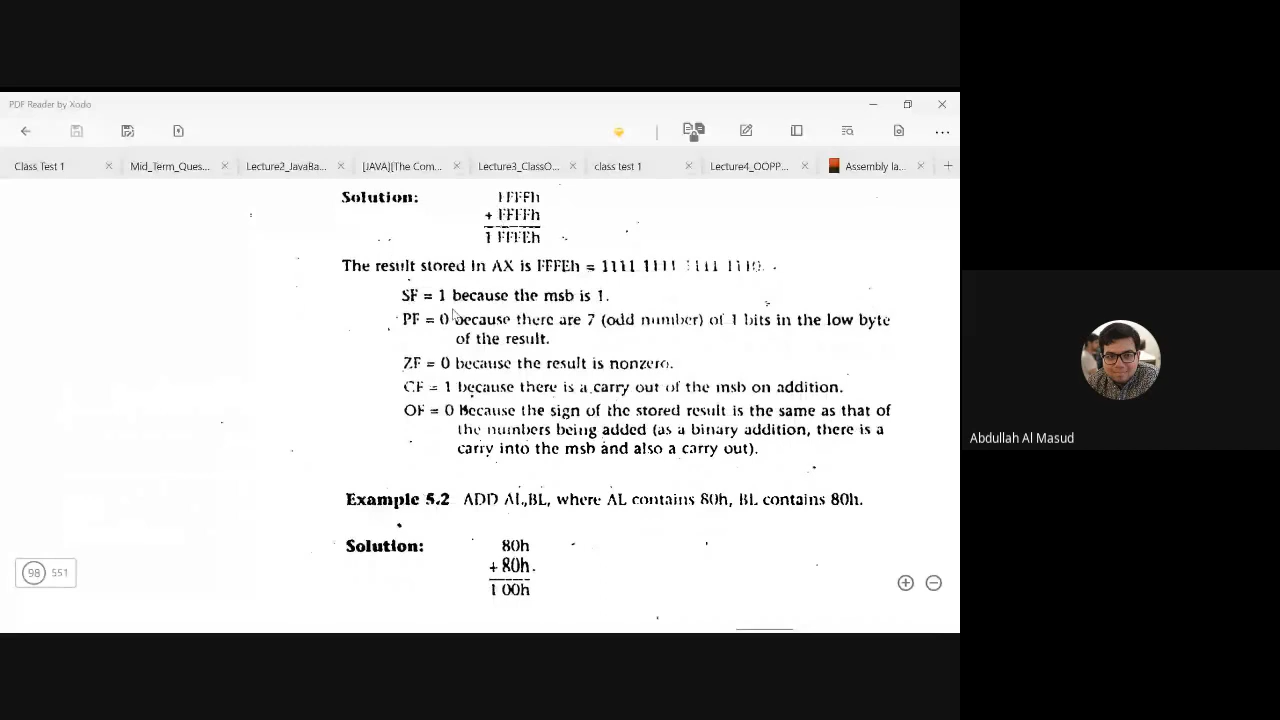 PDF Reader by Xodo
Class Test 1
Mid_Term_Ques...
Lecture2_JavaBa...
[JAVA][The Com...
Lecture3_ClassO...
class test 1
Lecture4_OOPP...
Assembly la...
Solution: FFFFh
+ FFFFh
1 FFFEh
The result stored in AX is FFFEh = 1111 1111 1111 1110.
SF = 1 because the msb is 1.
PF = 0 because there are 7 (odd number) of 1 bits in the low byte
of the result.
ZF = 0 because the result is nonzero.
CF = 1 because there is a carry out of the msb on addition.
OF = 0 because the sign of the stored result is the same as that of
the numbers being added (as a binary addition, there is a
carry into the msb and also a carry out).
Example 5.2 ADD AL,BL, where AL contains 80h, BL contains 80h.
Solution: 80h
+ 80h
1 00h
98 551
Abdullah Al Masud